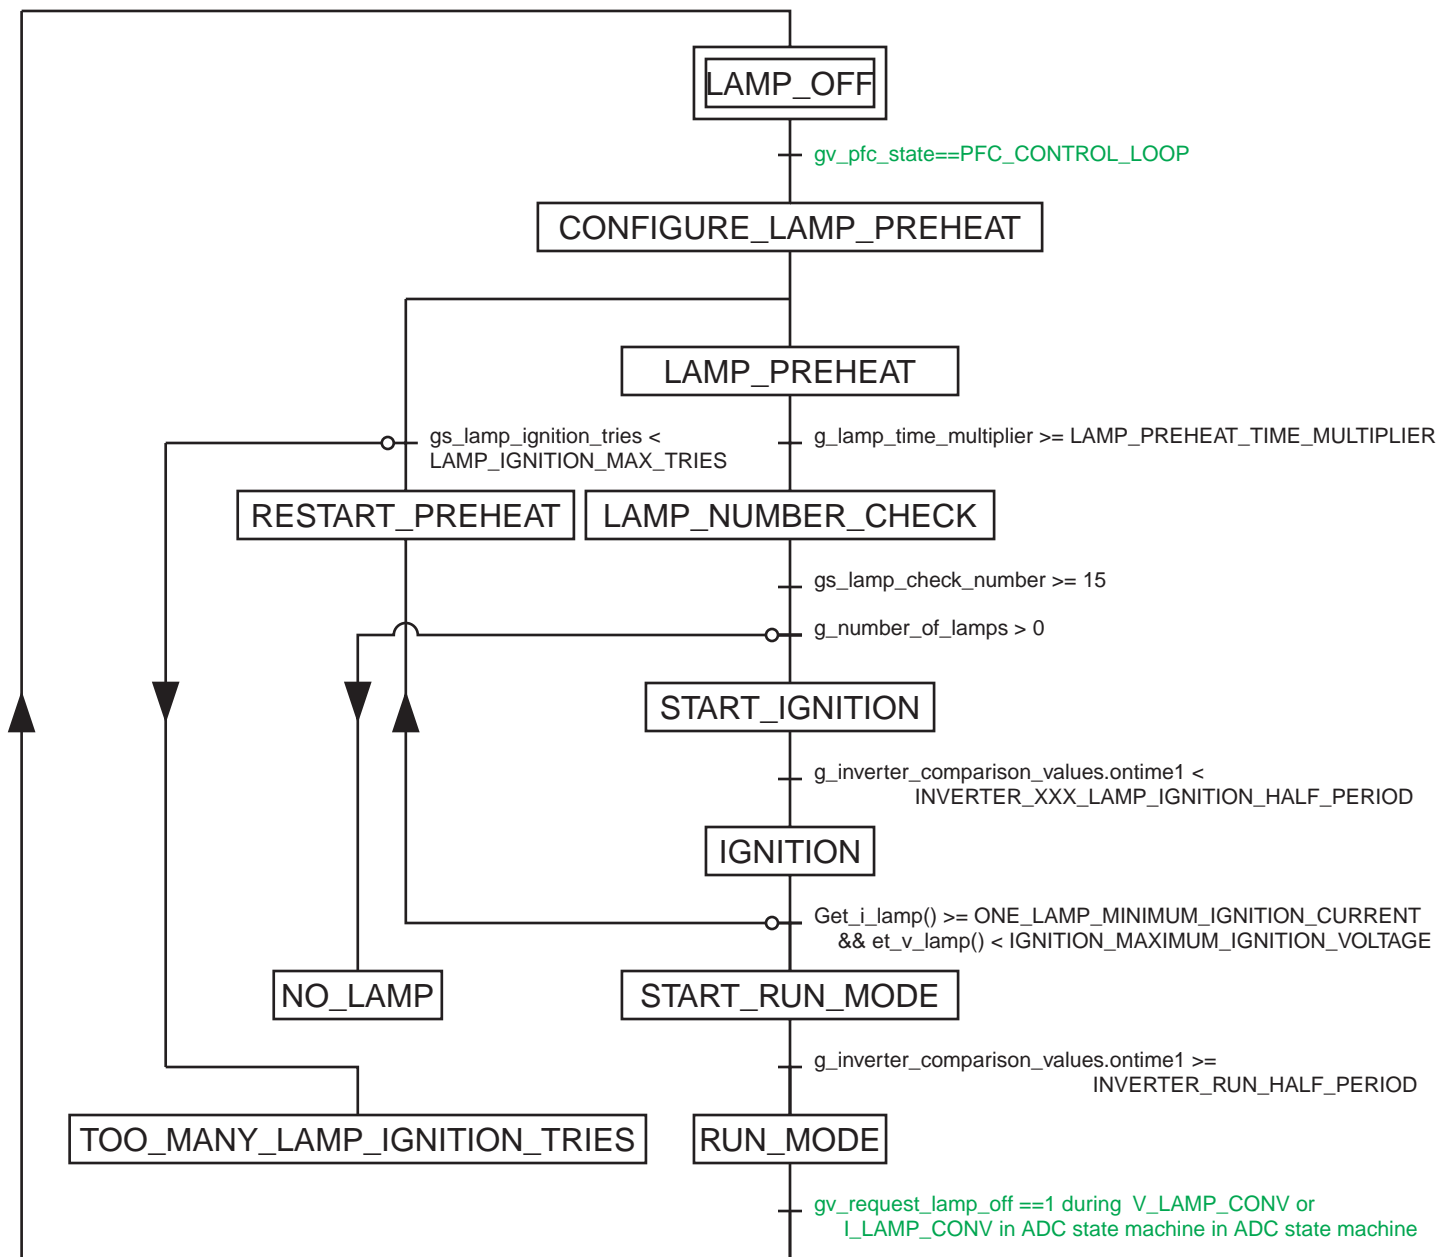 LAMP_OFF
gv_pfc_state==PFC_CONTROL_LOOP
CONFIGURE_LAMP_PREHEAT
LAMP_PREHEAT
gs_lamp_ignition_tries <
LAMP_IGNITION_MAX_TRIES
g_lamp_time_multiplier >= LAMP_PREHEAT_TIME_MULTIPLIER
RESTART_PREHEAT
LAMP_NUMBER_CHECK
gs_lamp_check_number >= 15
g_number_of_lamps > 0
START_IGNITION
g_inverter_comparison_values.ontime1 <
INVERTER_XXX_LAMP_IGNITION_HALF_PERIOD
IGNITION
Get_i_lamp() >= ONE_LAMP_MINIMUM_IGNITION_CURRENT
&& et_v_lamp() < IGNITION_MAXIMUM_IGNITION_VOLTAGE
NO_LAMP
START_RUN_MODE
g_inverter_comparison_values.ontime1 >=
INVERTER_RUN_HALF_PERIOD
TOO_MANY_LAMP_IGNITION_TRIES
RUN_MODE
gv_request_lamp_off ==1 during V_LAMP_CONV or
I_LAMP_CONV in ADC state machine in ADC state machine